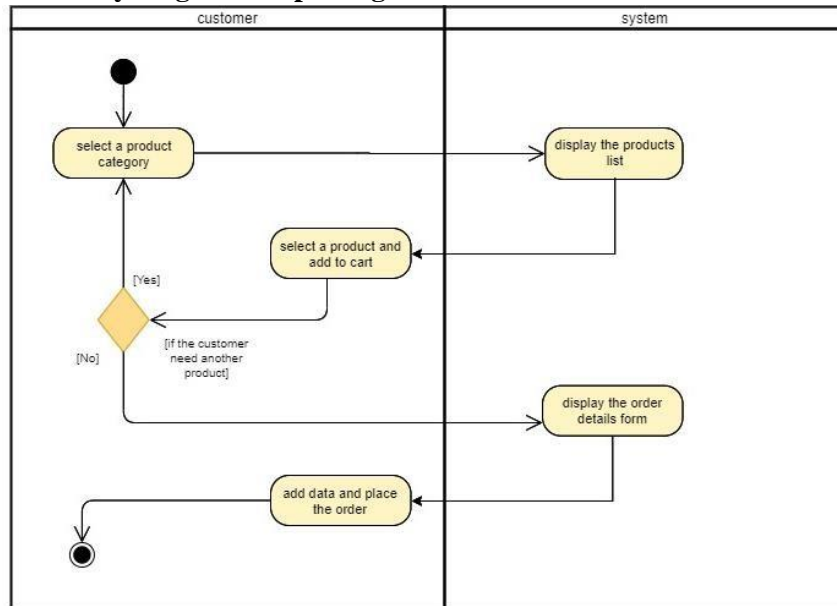 customer
system
select a product
category
display the products
list
select a product and
add to cart
[Yes]
[if the customer
need another
product]
[No]
display the order
details form
add data and place
the order